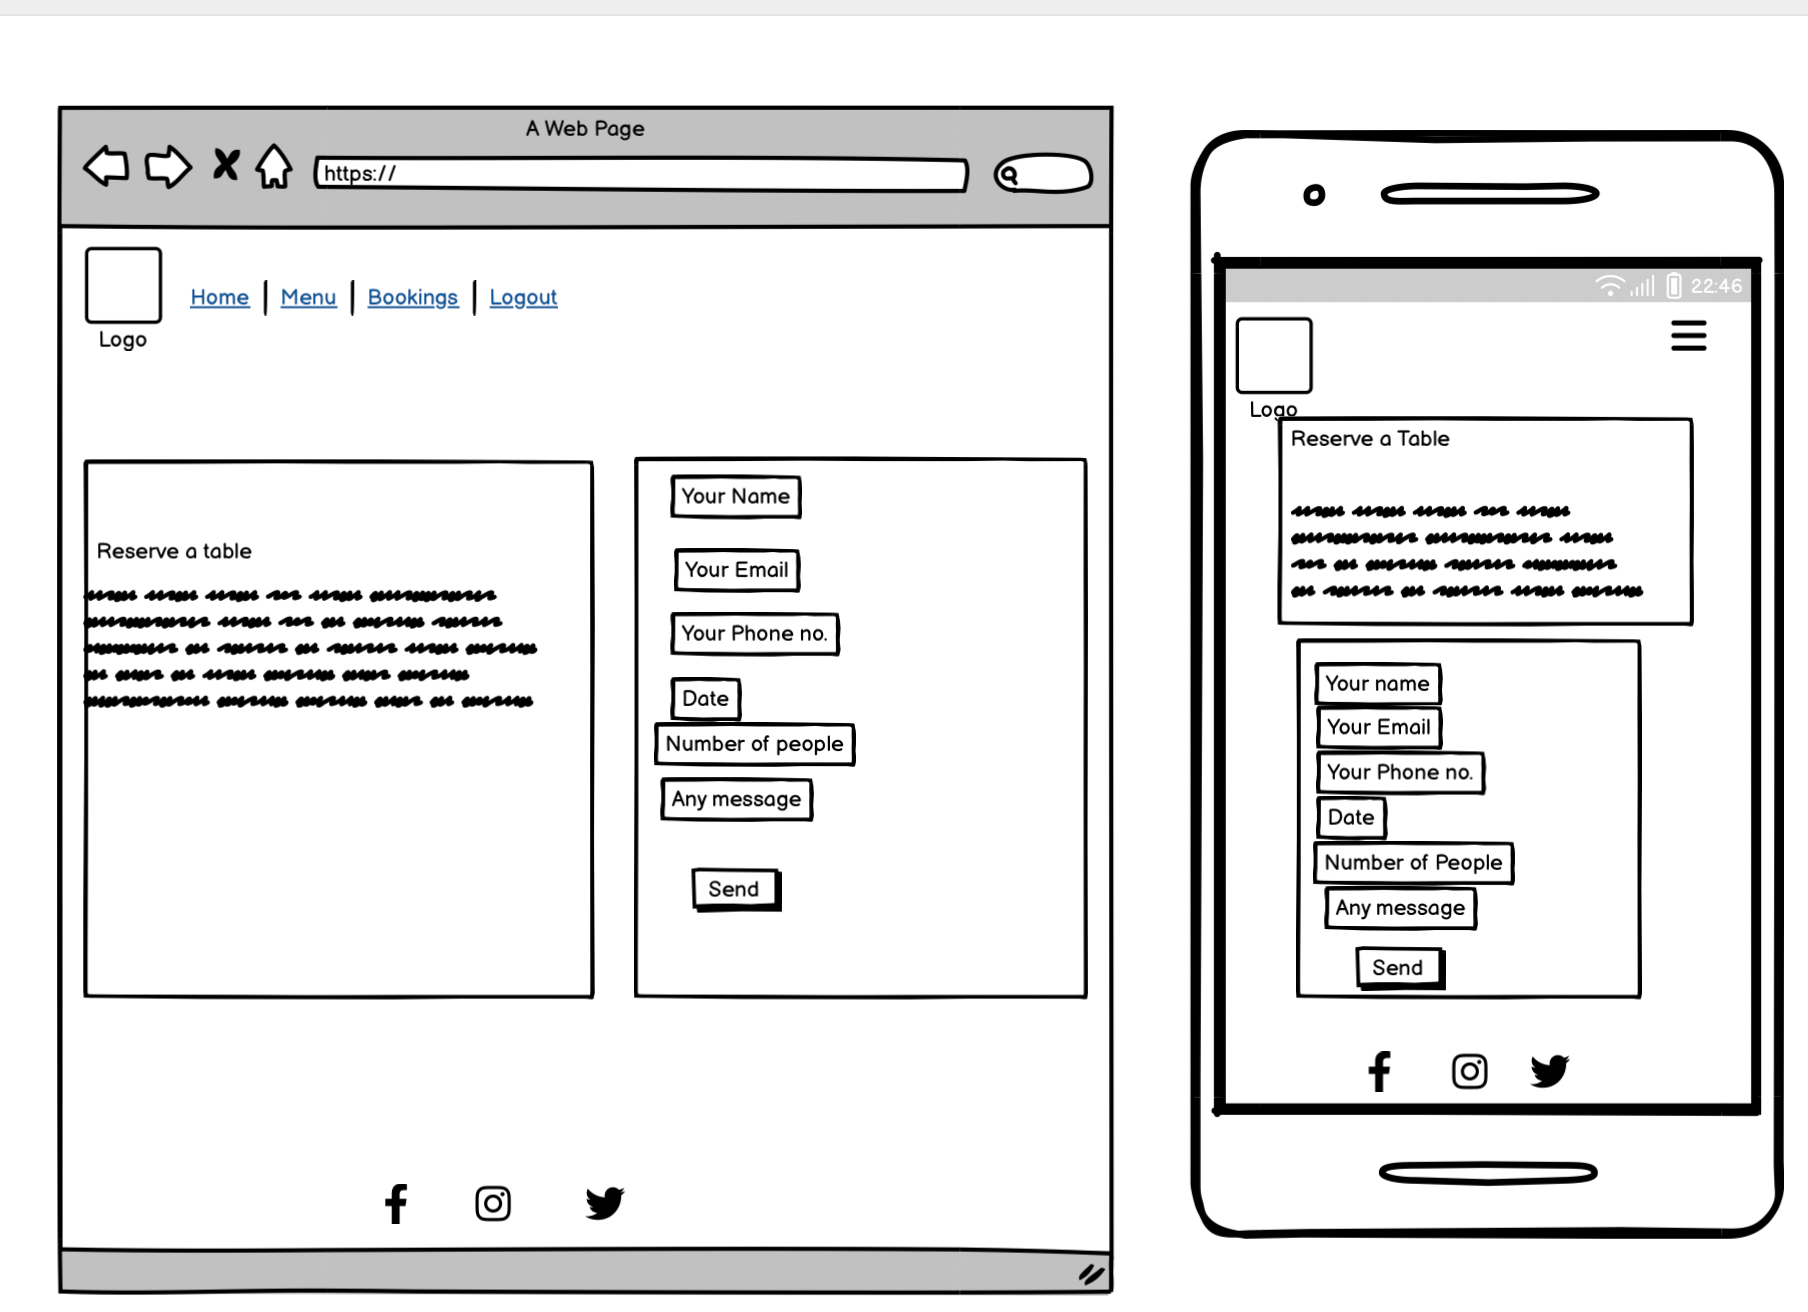 A Web Page
https://
Home | Menu | Bookings | Logout
Logo
Reserve a table
Your Name
Your Email
Your Phone no.
Date
Number of people
Any message
Send
22:46
Logo
Reserve a Table
Your name
Your Email
Your Phone no.
Date
Number of People
Any message
Send